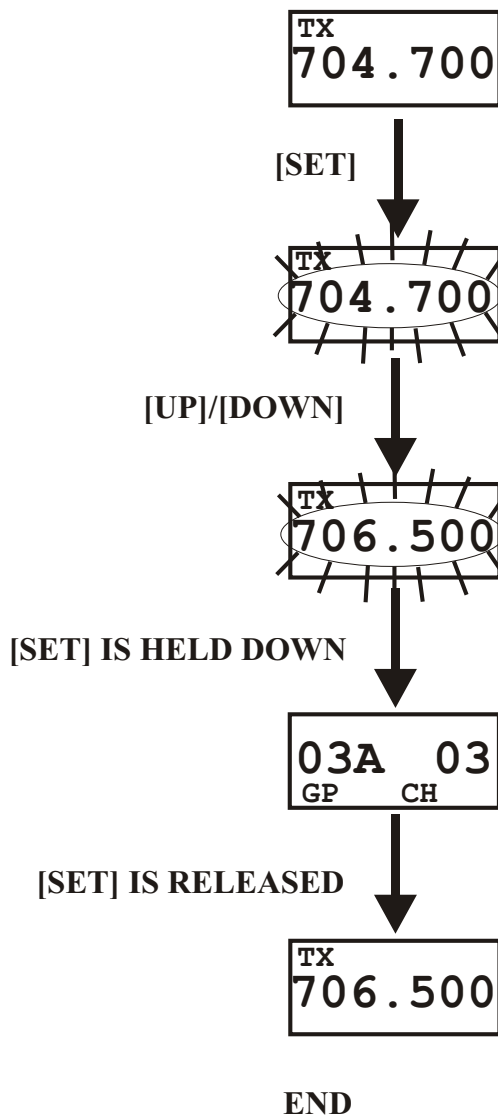 TX
704.700
[SET]
TX
704.700
[UP]/[DOWN]
TX
706.500
[SET] IS HELD DOWN
03A 03
GP CH
[SET] IS RELEASED
TX
706.500
END